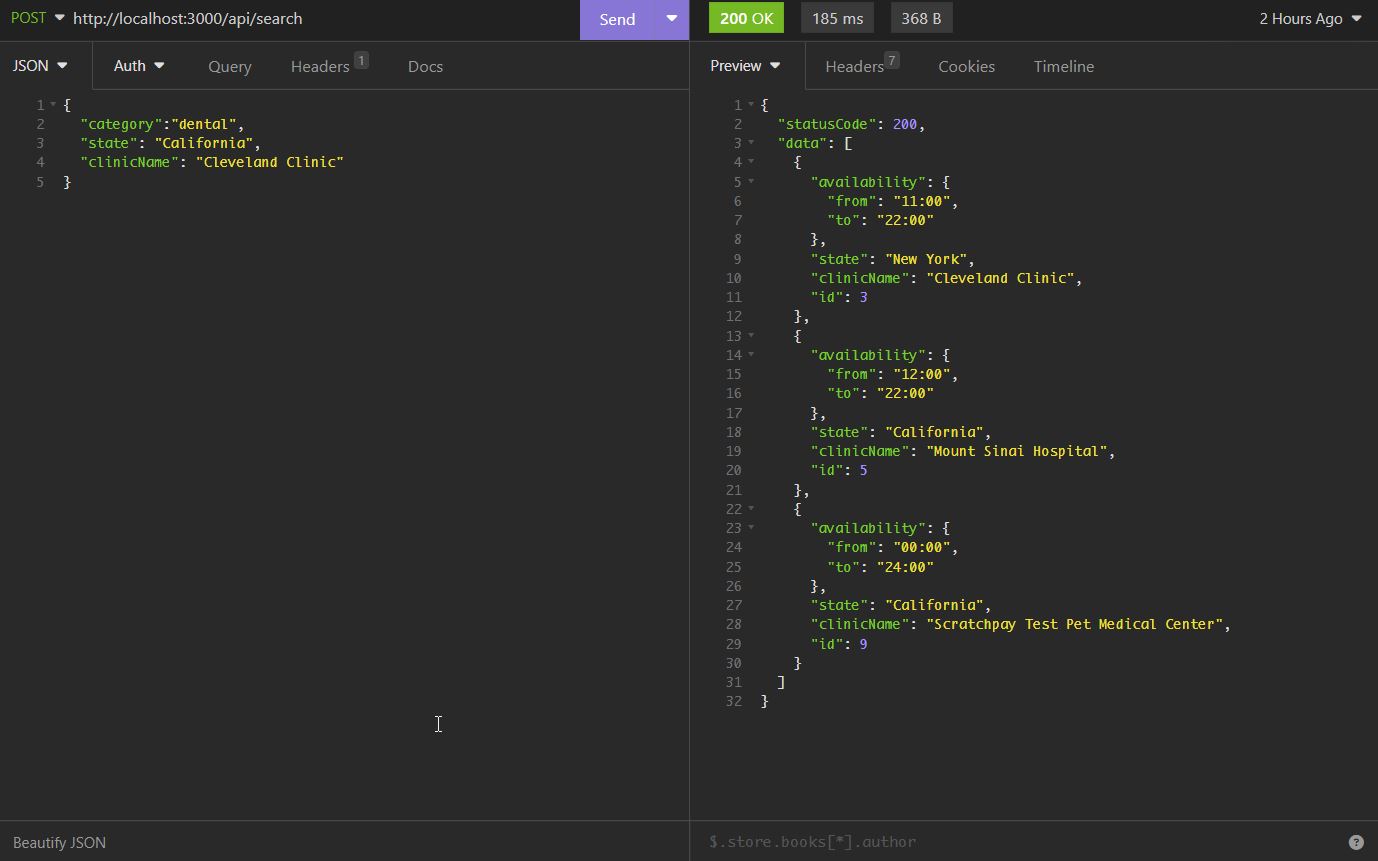 POST http://localhost:3000/api/search Send 200 OK 185 ms 368 B 2 Hours Ago
JSON Auth Query Headers 1 Docs
Preview Headers 7 Cookies Timeline
1 {
2 "category":"dental",
3 "state": "California",
4 "clinicName": "Cleveland Clinic"
5 }
1 {
2 "statusCode": 200,
3 "data": [
4 {
5 "availability": {
6 "from": "11:00",
7 "to": "22:00"
8 },
9 "state": "New York",
10 "clinicName": "Cleveland Clinic",
11 "id": 3
12 },
13 {
14 "availability": {
15 "from": "12:00",
16 "to": "22:00"
17 },
18 "state": "California",
19 "clinicName": "Mount Sinai Hospital",
20 "id": 5
21 },
22 {
23 "availability": {
24 "from": "00:00",
25 "to": "24:00"
26 },
27 "state": "California",
28 "clinicName": "Scratchpay Test Pet Medical Center",
29 "id": 9
30 }
31 ]
32 }
Beautify JSON
$.store.books[*].author ?